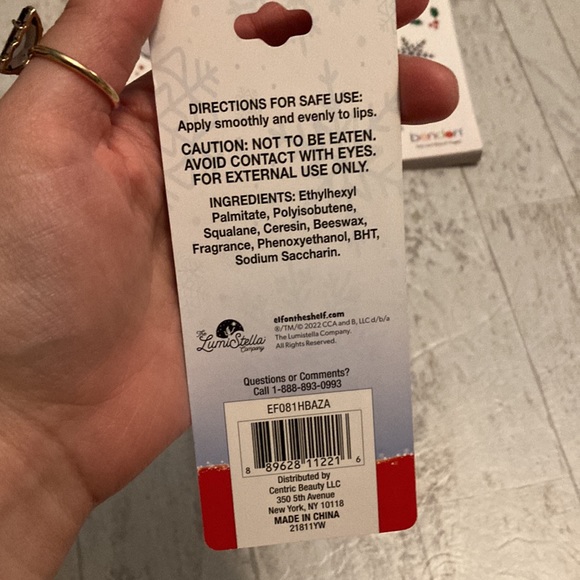 DIRECTIONS FOR SAFE USE:
Apply smoothly and evenly to lips.
CAUTION: NOT TO BE EATEN.
AVOID CONTACT WITH EYES.
FOR EXTERNAL USE ONLY.
INGREDIENTS: Ethylhexyl
Palmitate, Polyisobutene,
Squalane, Ceresin, Beeswax,
Fragrance, Phenoxyethanol, BHT,
Sodium Saccharin.
The
LumiStella
Company
elfontheshelf.com
®/TM/© 2022 CCA and B, LLC d/b/a
The Lumistella Company.
All Rights Reserved.
Questions or Comments?
Call 1-888-893-0993
EF081HBAZA
8 89628 11221 6
Distributed by
Centric Beauty LLC
350 5th Avenue
New York, NY 10118
MADE IN CHINA
21811YW
bendon